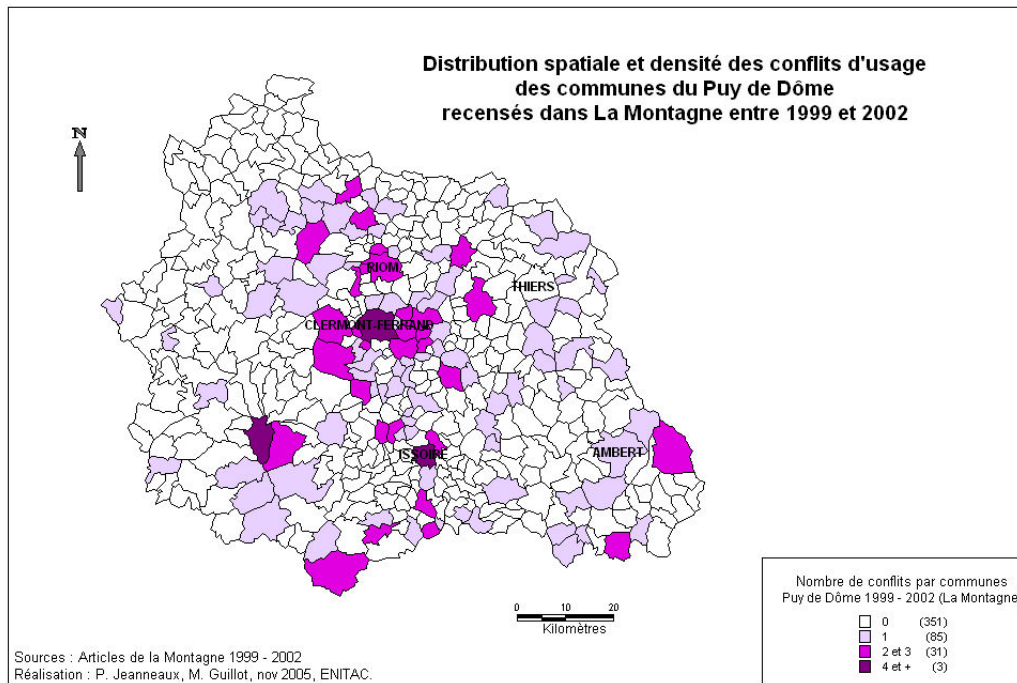 Distribution spatiale et densité des conflits d'usage
des communes du Puy de Dôme
recensés dans La Montagne entre 1999 et 2002
N
RIOM
THIERS
CLERMONT-FERRAND
ISSOIRE
AMBERT
0 10 20
Kilomètres
Nombre de conflits par communes
Puy de Dôme 1999 - 2002 (La Montagne
0 (351)
1 (85)
2 et 3 (31)
4 et + (3)
Sources : Articles de la Montagne 1999 - 2002
Réalisation : P. Jeanneaux, M. Guillot, nov 2005, ENITAC.